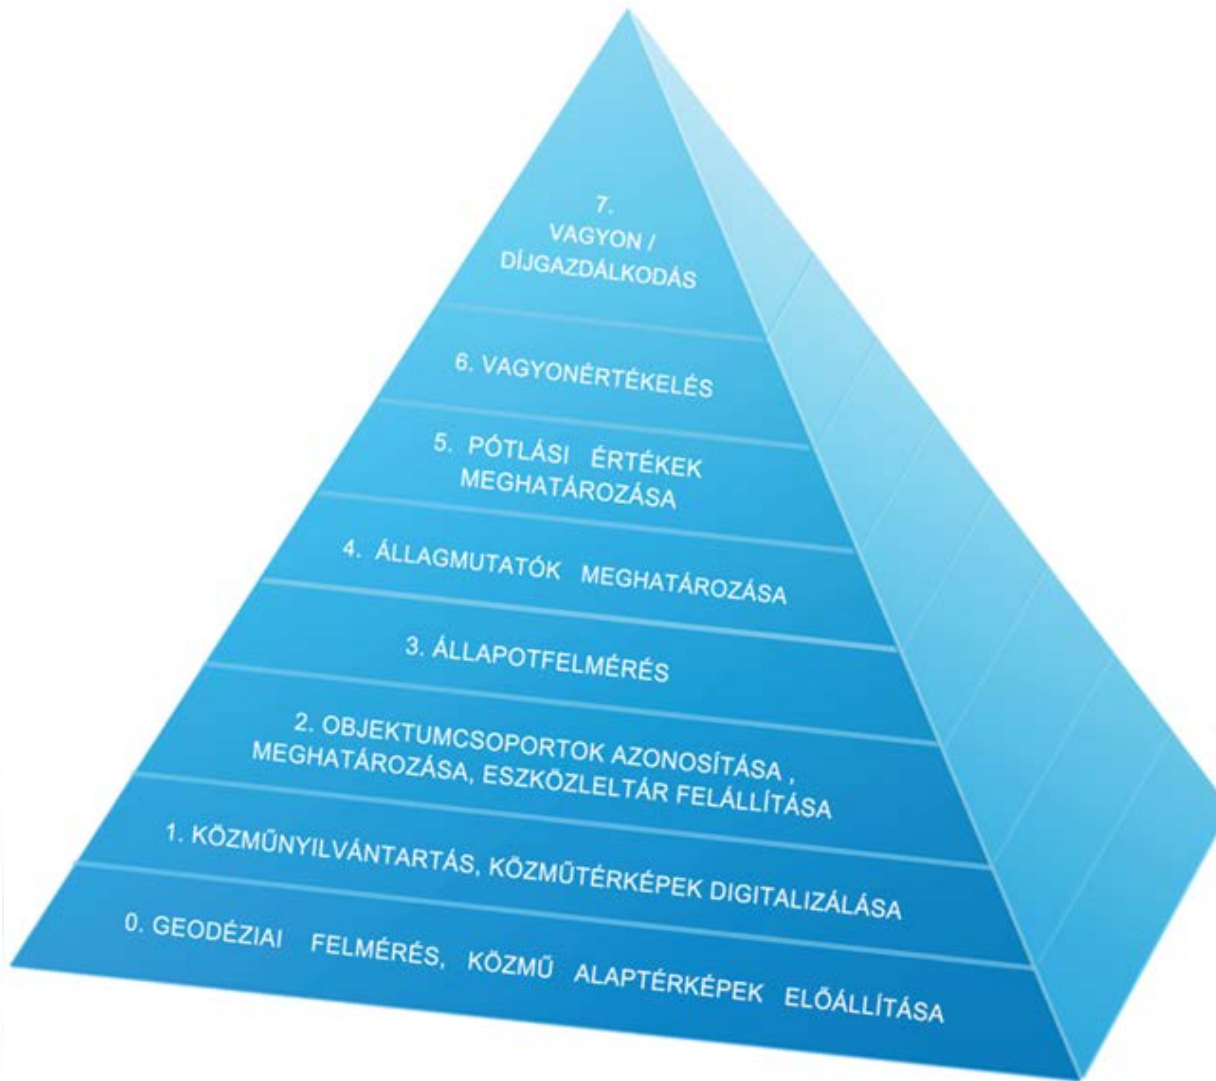 7.
VAGYON /
DÍJGAZDÁLKODÁS
6. VAGYONÉRTÉKELÉS
5. PÓTLÁSI ÉRTÉKEK
MEGHATÁROZÁSA
4. ÁLLAGMUTATÓK MEGHATÁROZÁSA
3. ÁLLAPOTFELMÉRÉS
2. OBJEKTUMCSOPORTOK AZONOSÍTÁSA ,
MEGHATÁROZÁSA, ESZKÖZLELTÁR FELÁLLÍTÁSA
1. KÖZMŰNYILVÁNTARTÁS, KÖZMŰTÉRKÉPEK DIGITALIZÁLÁSA
0. GEODÉZIAI FELMÉRÉS, KÖZMŰ ALAPTÉRKÉPEK ELŐÁLLÍTÁSA